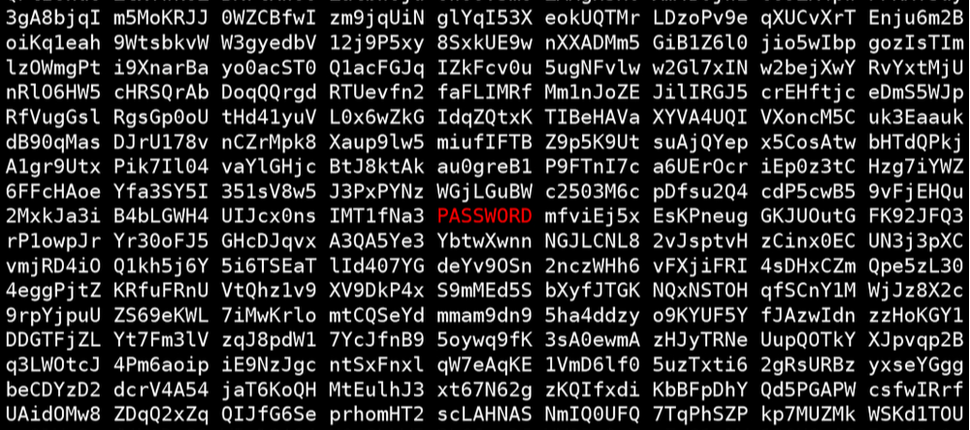 3gA8bjqI m5MoKRJJ 0WZCBfwI zm9jqUiN glYqI53X eokUQTMr LDzoPv9e qXUCvXrT Enju6m2B
oiKq1eah 9WtsbkvW W3gyedbV 12j9P5xy 8SxkUE9w nXXADMm5 GiB1Z6l0 jio5wIbp gozIsTIm
lzOWmgPt i9XnarBa yo0acST0 Q1acFGJq IZkFcv0u 5ugNFvlw w2Gl7xIN w2bejXwY RvYxtMjU
nRlO6HW5 cHRSQrAb DoqQQrgd RTUevfn2 faFLIMRf Mm1nJoZE JilIRGJ5 crEHftjc eDmS5WJp
RfVugGsl RgsGp0oU tHd41yuV L0x6wZkG IdqZQtxK TIBeHAVa XYVA4UQI VXoncM5C uk3Eaauk
dB90qMas DJrU178v nCZrMpk8 Xaup9lw5 miufIFTB Z9p5K9Ut suAjQYep x5CosAtw bHTdQPkj
A1gr9Utx Pik7Il04 vaYlGHjc BtJ8ktAk au0greB1 P9FTnI7c a6UErOcr iEp0z3tC Hzg7iYWZ
6FFcHAoe Yfa3SY5I 351sV8w5 J3PxPYNz WGjLGuBW c2503M6c pDfsu2Q4 cdP5cwB5 9vFjEHQu
2MxkJa3i B4bLGWH4 UIJcx0ns IMT1fNa3 PASSWORD mfviEj5x EsKPneug GKJUOutG FK92JFQ3
rP1owpJr Yr30oFJ5 GHcDJqvx A3QA5Ye3 YbtwXwnn NGJLCNL8 2vJsptvH zCinx0EC UN3j3pXC
vmjRD4iO Q1kh5j6Y 5i6TSEaT lId407YG deYv9OSn 2nczWHh6 vFXjiFRI 4sDHxCZm Qpe5zL30
4eggPjtZ KRfuFRnU VtQhz1v9 XV9DkP4x S9mMEd5S bXyfJTGK NQxNSTOH qfSCnY1M WjJz8X2c
9rpYjpuU ZS69eKWL 7iMwKrlo mtCQSeYd mmam9dn9 5ha4ddzy o9KYUF5Y fJAzwIdn zzHoKGY1
DDGTFjZL Yt7Fm3lV zqJ8pdW1 7YcJfnB9 5oywq9fK 3sA0ewmA zHJyTRNe UupQOTkY XJpvqp2B
q3LWOtcJ 4Pm6aoip iE9NzJgc ntSxFnxl qW7eAqKE 1VmD6lf0 5uzTxti6 2gRsURBz yxseYGgg
beCDYzD2 dcrV4A54 jaT6KoQH MtEulhJ3 xt67N62g zKQIfxdi KbBFpDhY Qd5PGAPW csfwIRrf
UAidOMw8 ZDqQ2xZq QIJfG6Se prhomHT2 scLAHNAS NmIQ0UFQ 7TqPhSZP kp7MUZMk WSKd1TOU